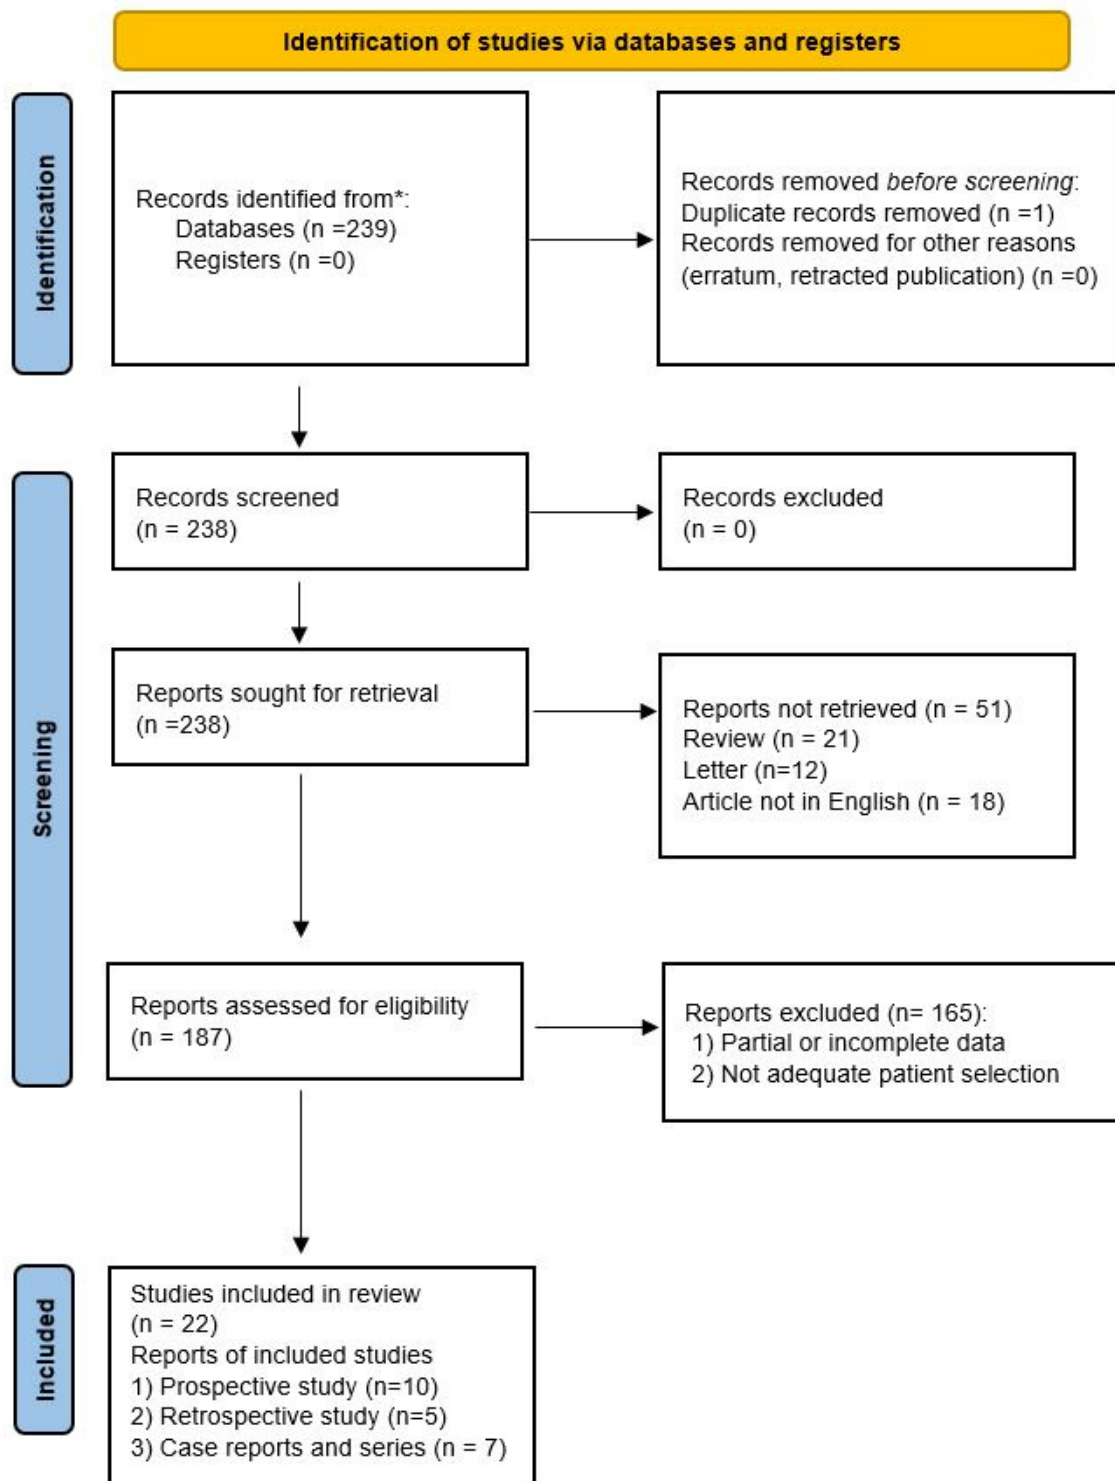 Identification of studies via databases and registers
Identification
Records identified from*:
Databases (n =239)
Registers (n =0)
Records removed before screening:
Duplicate records removed (n =1)
Records removed for other reasons
(erratum, retracted publication) (n =0)
Screening
Records screened
(n = 238)
Records excluded
(n = 0)
Reports sought for retrieval
(n =238)
Reports not retrieved (n = 51)
Review (n = 21)
Letter (n=12)
Article not in English (n = 18)
Reports assessed for eligibility
(n = 187)
Reports excluded (n= 165):
1) Partial or incomplete data
2) Not adequate patient selection
Included
Studies included in review
(n = 22)
Reports of included studies
1) Prospective study (n=10)
2) Retrospective study (n=5)
3) Case reports and series (n = 7)